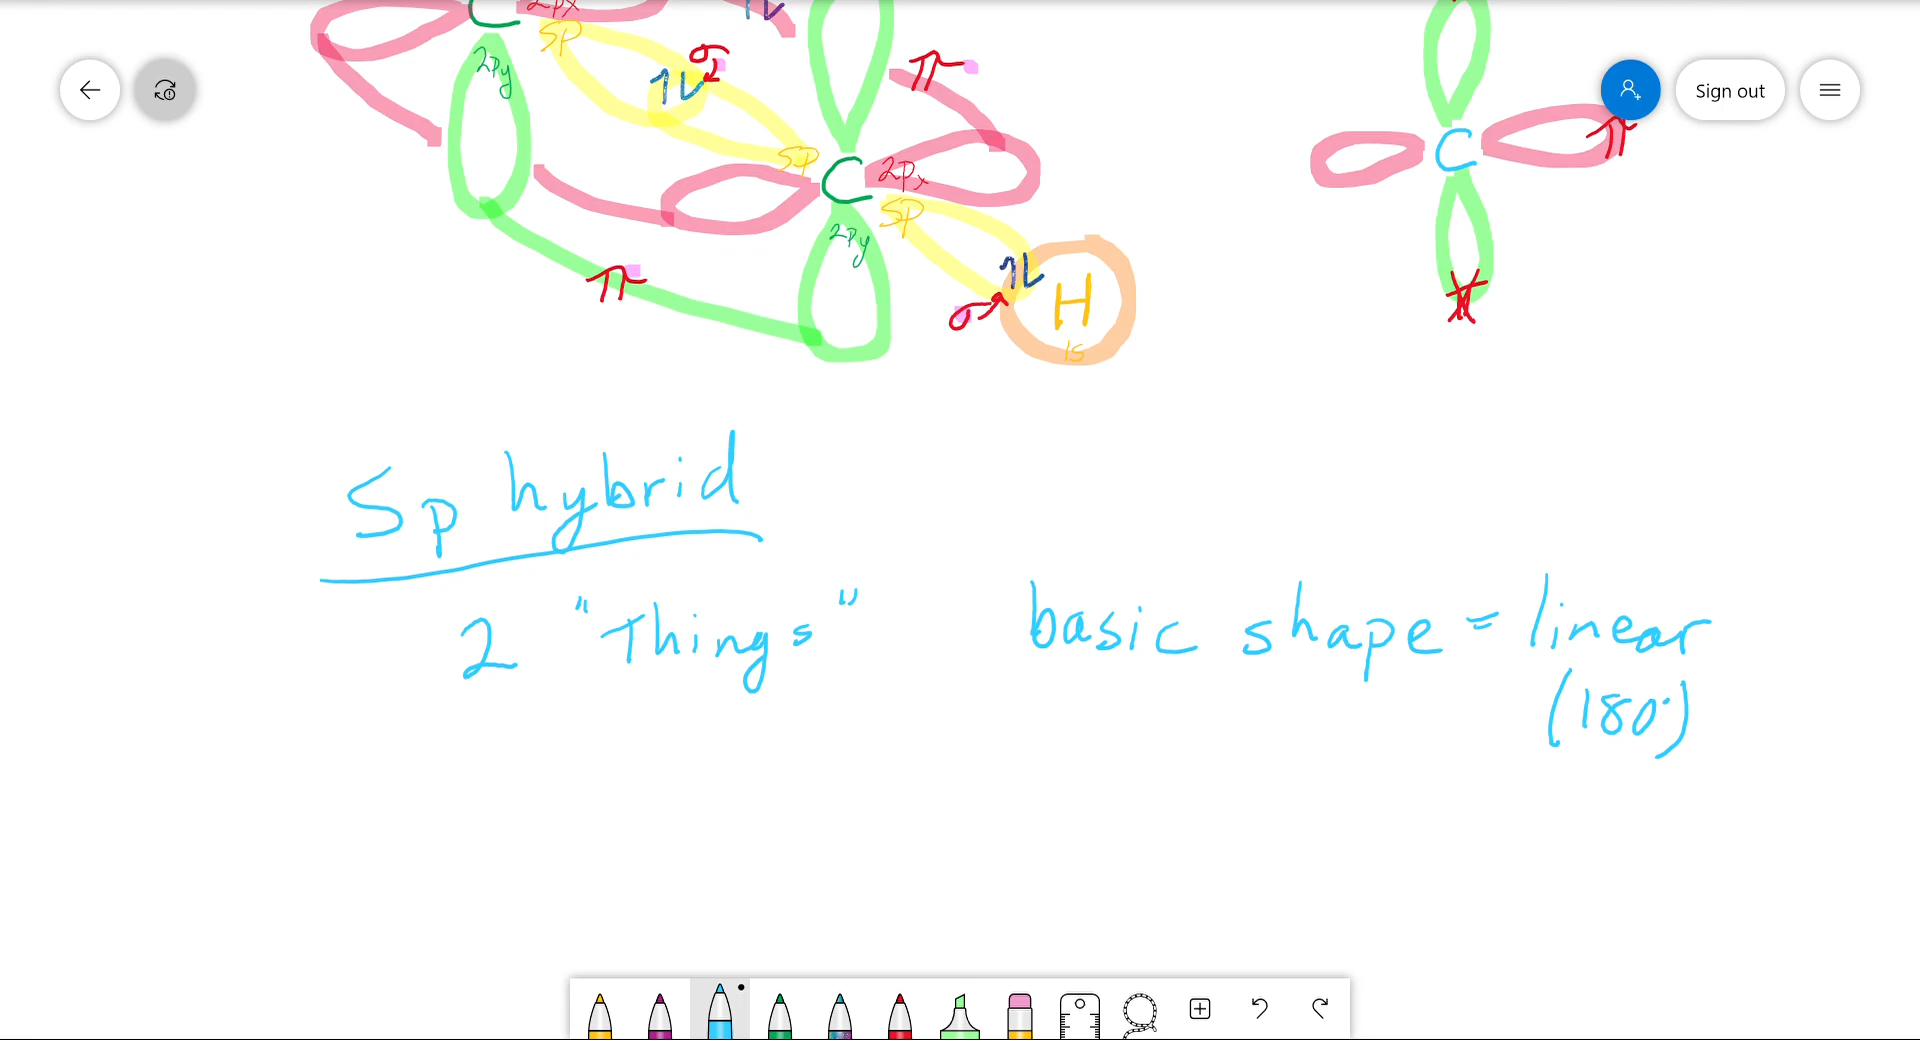 C 2px
sp
2py
σ
π
sp
C 2px
sp
2py
π
σ
H
1s
C
π
π
Sign out
Sp hybrid
2 "Things"
basic shape = linear
(180°)